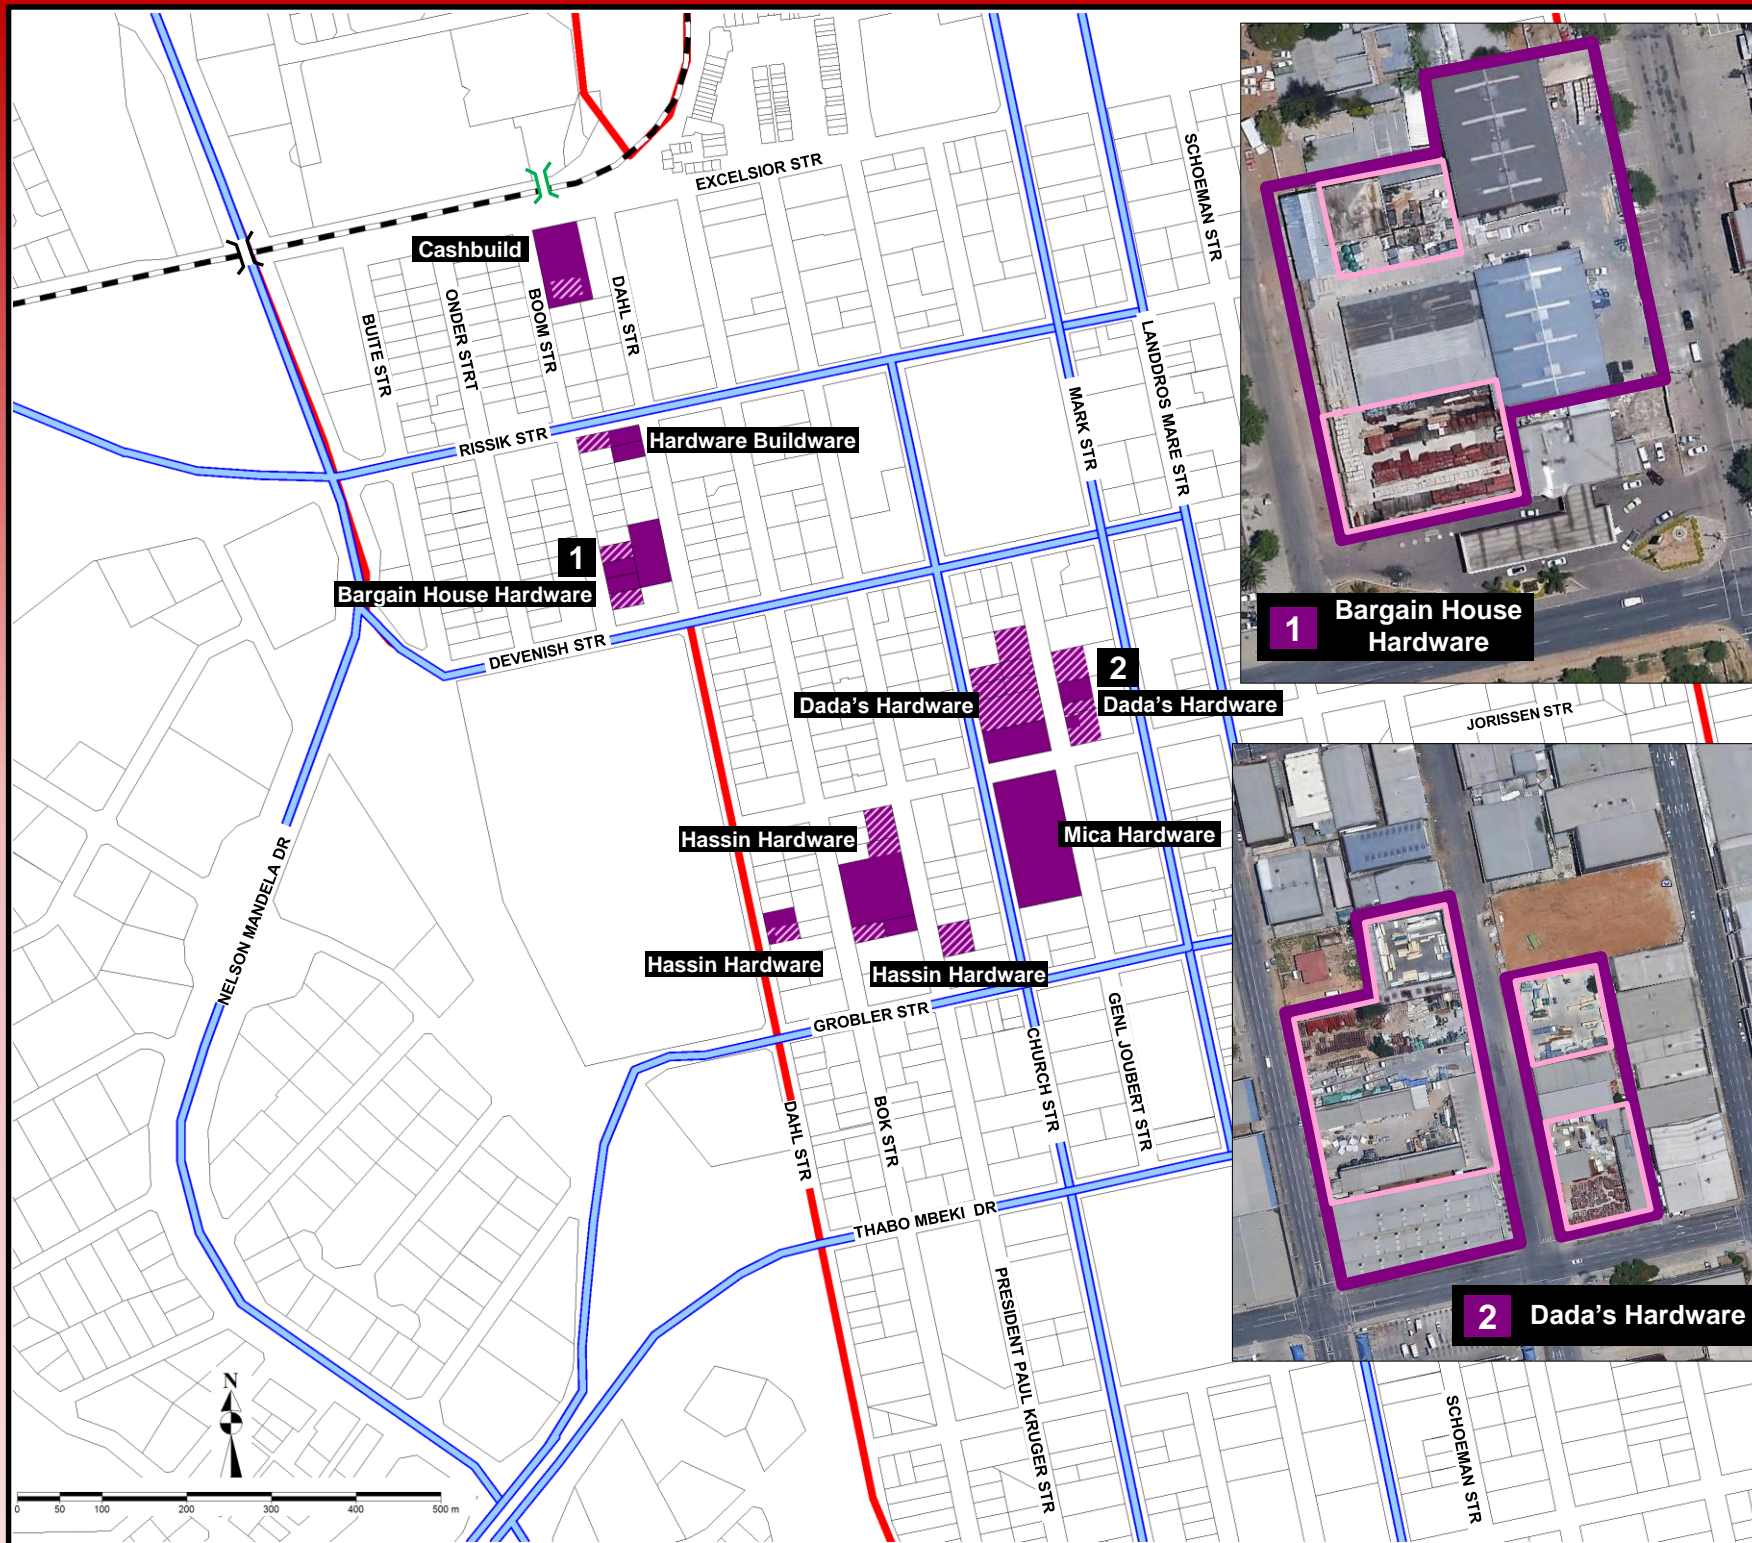 EXCELSIOR STR
SCHOEMAN STR
Cashbuild
BUITE STR
ONDER STRT
BOOM STR
DAHL STR
LANDROS MARE STR
MARK STR
RISSIK STR
Hardware Buildware
1
Bargain House Hardware
DEVENISH STR
1
Bargain House
Hardware
2
Dada's Hardware
Dada's Hardware
JORISSEN STR
Hassin Hardware
Mica Hardware
NELSON MANDELA DR
Hassin Hardware
Hassin Hardware
GROBLER STR
GENL JOUBERT STR
CHURCH STR
DAHL STR
BOK STR
THABO MBEKI DR
PRESIDENT PAUL KRUGER STR
2
Dada's Hardware
SCHOEMAN STR
N
0 50 100 200 300 400 500 m